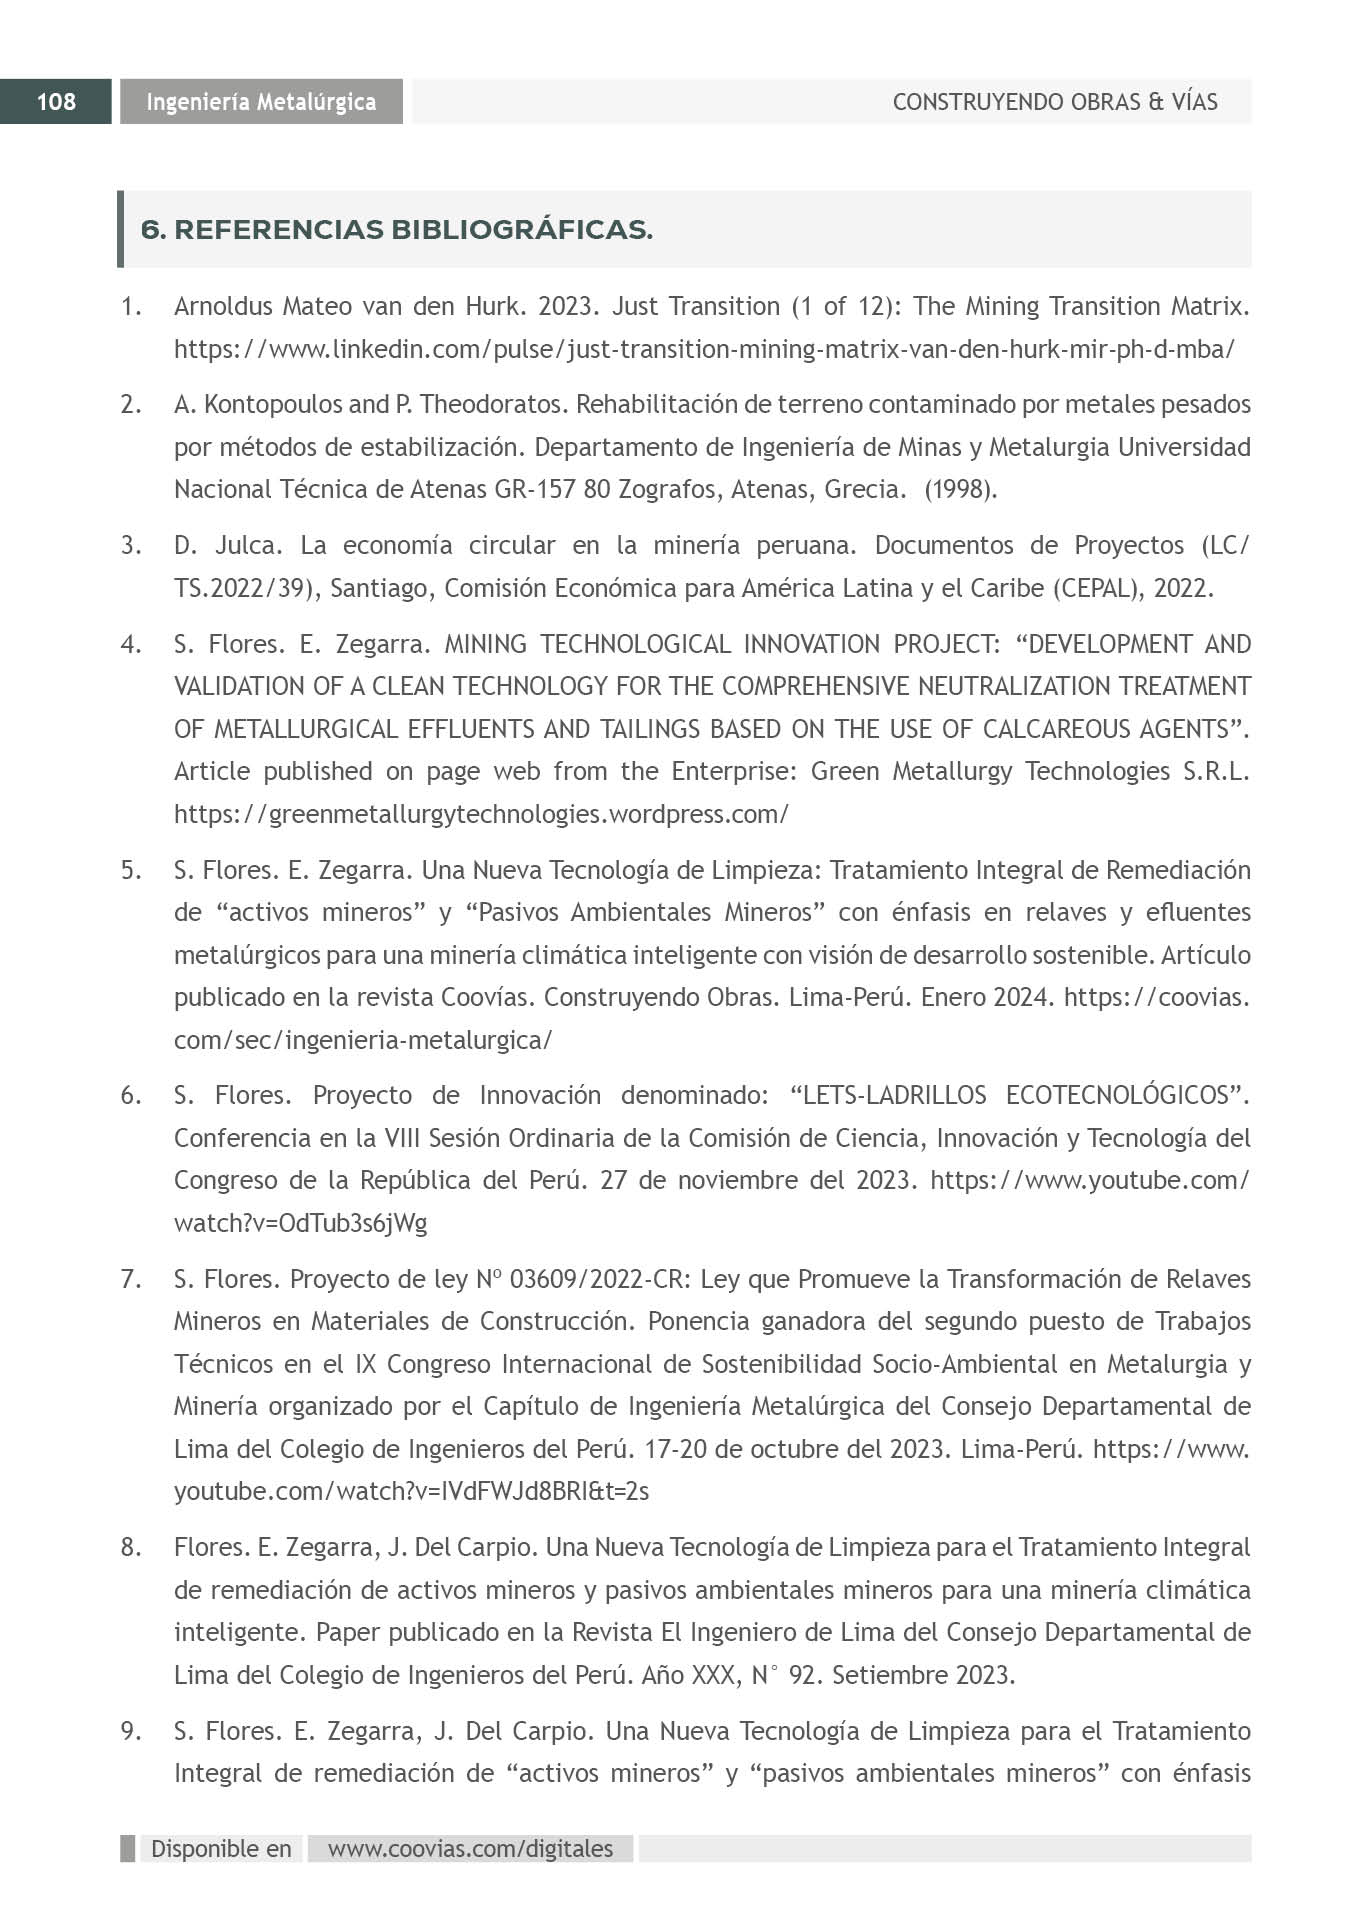 108 Ingeniería Metalúrgica CONSTRUYENDO OBRAS & VÍAS
6. REFERENCIAS BIBLIOGRÁFICAS.
1. Arnoldus Mateo van den Hurk. 2023. Just Transition (1 of 12): The Mining Transition Matrix.
https://www.linkedin.com/pulse/just-transition-mining-matrix-van-den-hurk-mir-ph-d-mba/
2. A. Kontopoulos and P. Theodoratos. Rehabilitación de terreno contaminado por metales pesados
por métodos de estabilización. Departamento de Ingeniería de Minas y Metalurgia Universidad
Nacional Técnica de Atenas GR-157 80 Zografos, Atenas, Grecia. (1998).
3. D. Julca. La economía circular en la minería peruana. Documentos de Proyectos (LC/
TS.2022/39), Santiago, Comisión Económica para América Latina y el Caribe (CEPAL), 2022.
4. S. Flores. E. Zegarra. MINING TECHNOLOGICAL INNOVATION PROJECT: “DEVELOPMENT AND
VALIDATION OF A CLEAN TECHNOLOGY FOR THE COMPREHENSIVE NEUTRALIZATION TREATMENT
OF METALLURGICAL EFFLUENTS AND TAILINGS BASED ON THE USE OF CALCAREOUS AGENTS”.
Article published on page web from the Enterprise: Green Metallurgy Technologies S.R.L.
https://greenmetallurgytechnologies.wordpress.com/
5. S. Flores. E. Zegarra. Una Nueva Tecnología de Limpieza: Tratamiento Integral de Remediación
de “activos mineros” y “Pasivos Ambientales Mineros” con énfasis en relaves y efluentes
metalúrgicos para una minería climática inteligente con visión de desarrollo sostenible. Artículo
publicado en la revista Coovías. Construyendo Obras. Lima-Perú. Enero 2024. https://coovias.
com/sec/ingenieria-metalurgica/
6. S. Flores. Proyecto de Innovación denominado: “LETS-LADRILLOS ECOTECNOLÓGICOS”.
Conferencia en la VIII Sesión Ordinaria de la Comisión de Ciencia, Innovación y Tecnología del
Congreso de la República del Perú. 27 de noviembre del 2023. https://www.youtube.com/
watch?v=OdTub3s6jWg
7. S. Flores. Proyecto de ley Nº 03609/2022-CR: Ley que Promueve la Transformación de Relaves
Mineros en Materiales de Construcción. Ponencia ganadora del segundo puesto de Trabajos
Técnicos en el IX Congreso Internacional de Sostenibilidad Socio-Ambiental en Metalurgia y
Minería organizado por el Capítulo de Ingeniería Metalúrgica del Consejo Departamental de
Lima del Colegio de Ingenieros del Perú. 17-20 de octubre del 2023. Lima-Perú. https://www.
youtube.com/watch?v=IVdFWJd8BRI&t=2s
8. Flores. E. Zegarra, J. Del Carpio. Una Nueva Tecnología de Limpieza para el Tratamiento Integral
de remediación de activos mineros y pasivos ambientales mineros para una minería climática
inteligente. Paper publicado en la Revista El Ingeniero de Lima del Consejo Departamental de
Lima del Colegio de Ingenieros del Perú. Año XXX, N° 92. Setiembre 2023.
9. S. Flores. E. Zegarra, J. Del Carpio. Una Nueva Tecnología de Limpieza para el Tratamiento
Integral de remediación de “activos mineros” y “pasivos ambientales mineros” con énfasis
Disponible en www.coovias.com/digitales